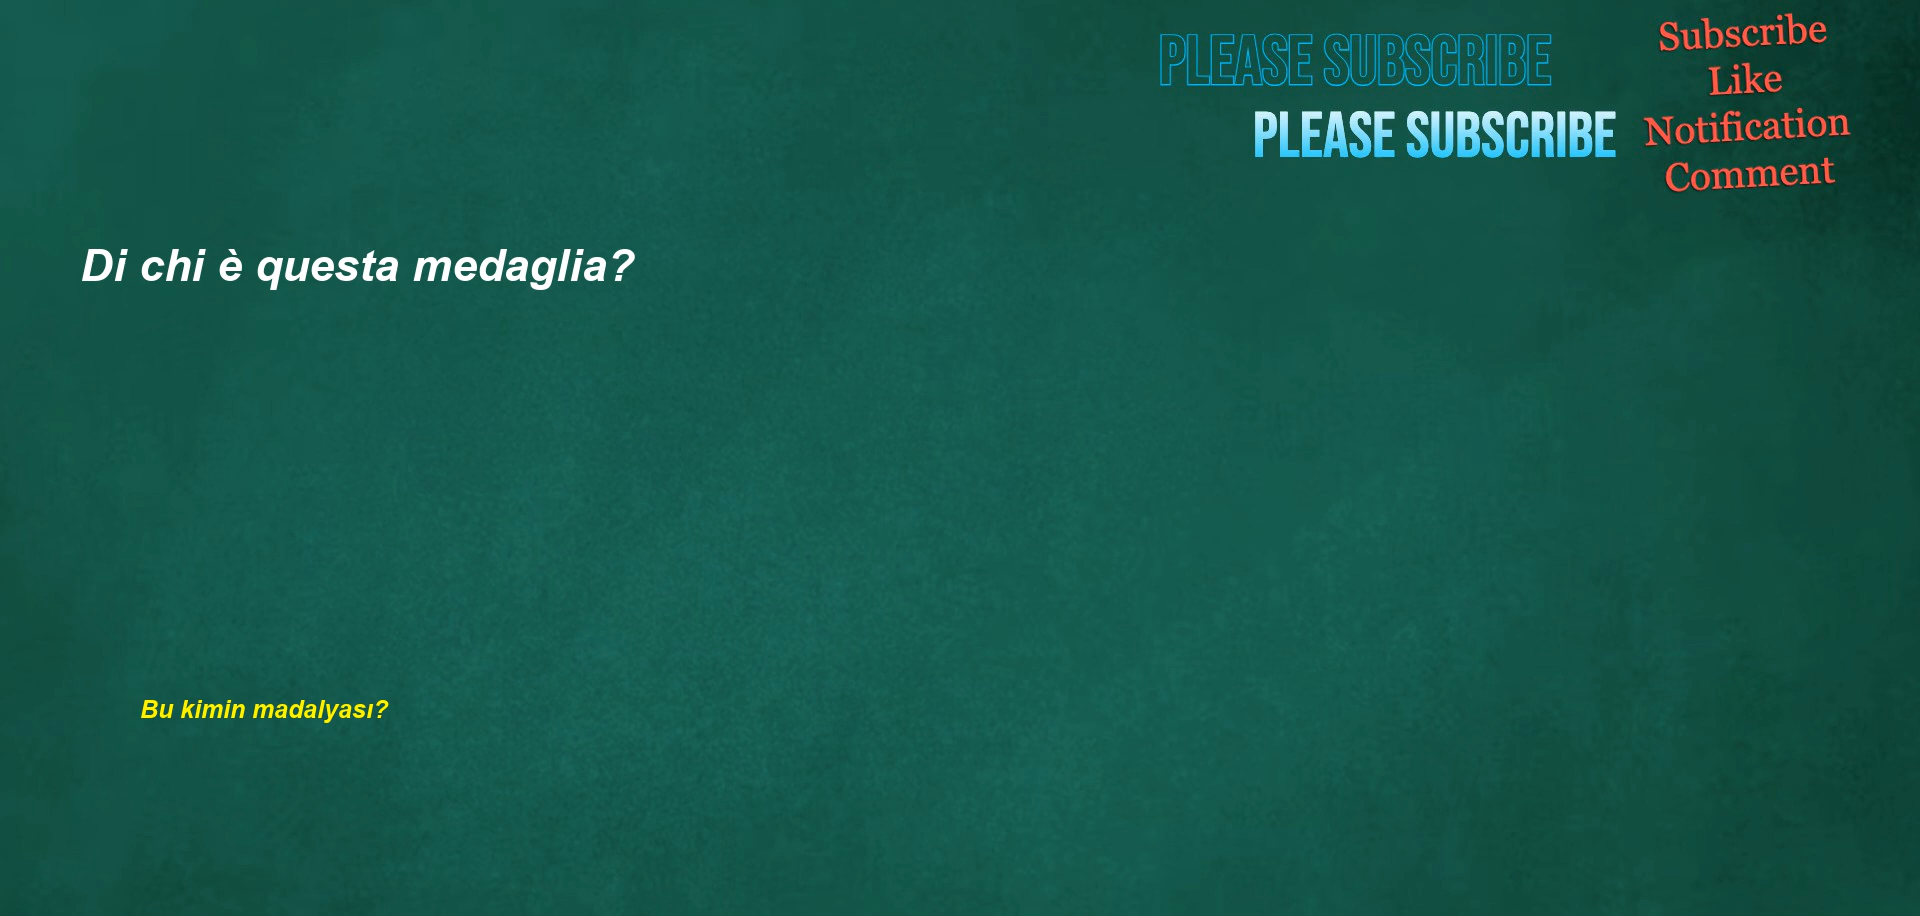 PLEASE SUBSCRIBE
PLEASE SUBSCRIBE
Subscribe
Like
Notification
Comment
Di chi è questa medaglia?
Bu kimin madalyası?